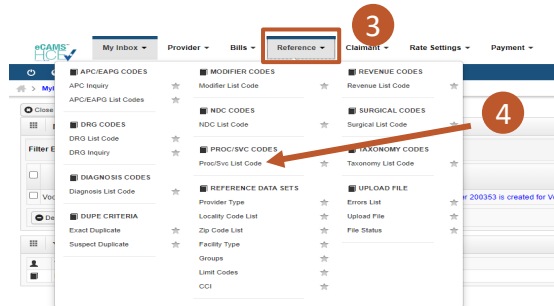 3
eCAMS
HCE
My Inbox
Provider
Bills
Reference
Claimant
Rate Settings
Payment
Close
Filter
De
APC/EAPG CODES
APC Inquiry
APC/EAPG List Codes
DRG CODES
DRG List Code
DRG Inquiry
DIAGNOSIS CODES
Diagnosis List Code
DUPE CRITERIA
Exact Duplicate
Suspect Duplicate
MODIFIER CODES
Modifier List Code
NDC CODES
NDC List Code
PROC/SVC CODES
Proc/Svc List Code
REFERENCE DATA SETS
Provider Type
Locality Code List
Zip Code List
Facility Type
Groups
Limit Codes
CCI
REVENUE CODES
Revenue List Code
SURGICAL CODES
Surgical List Code
TAXONOMY CODES
Taxonomy List Code
UPLOAD FILE
Errors List
Upload File
File Status
4
200353 is created for